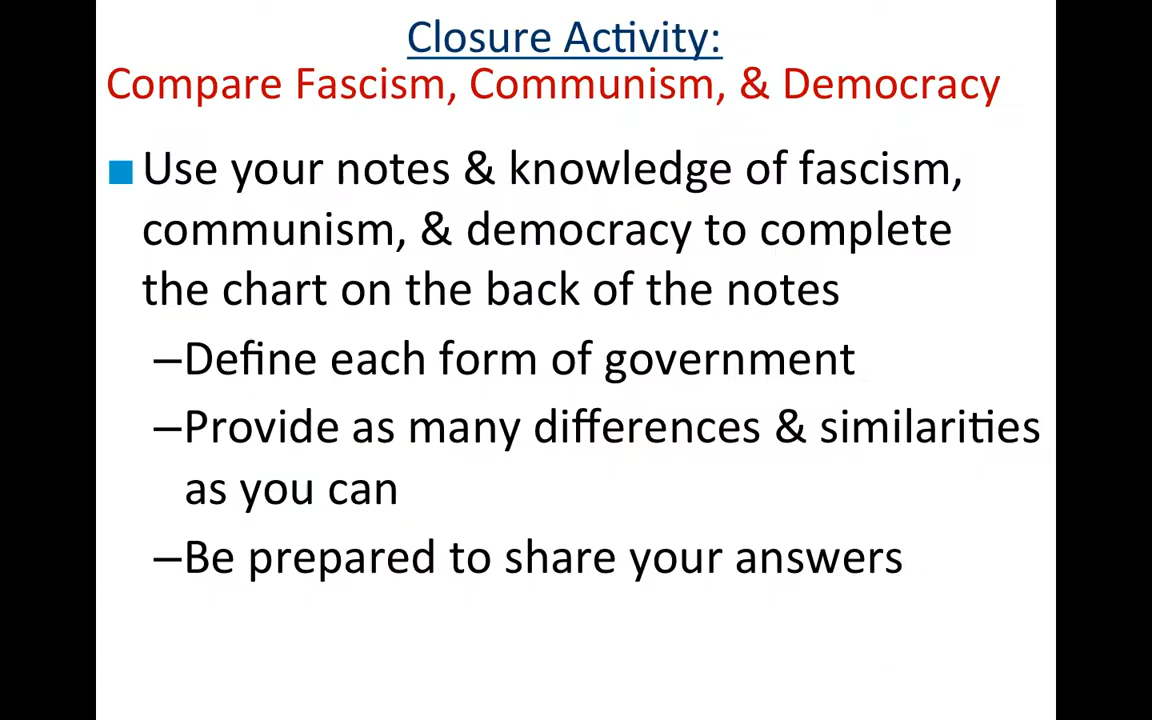 Closure Activity:
Compare Fascism, Communism, & Democracy
■ Use your notes & knowledge of fascism,
communism, & democracy to complete
the chart on the back of the notes
–Define each form of government
–Provide as many differences & similarities
as you can
–Be prepared to share your answers